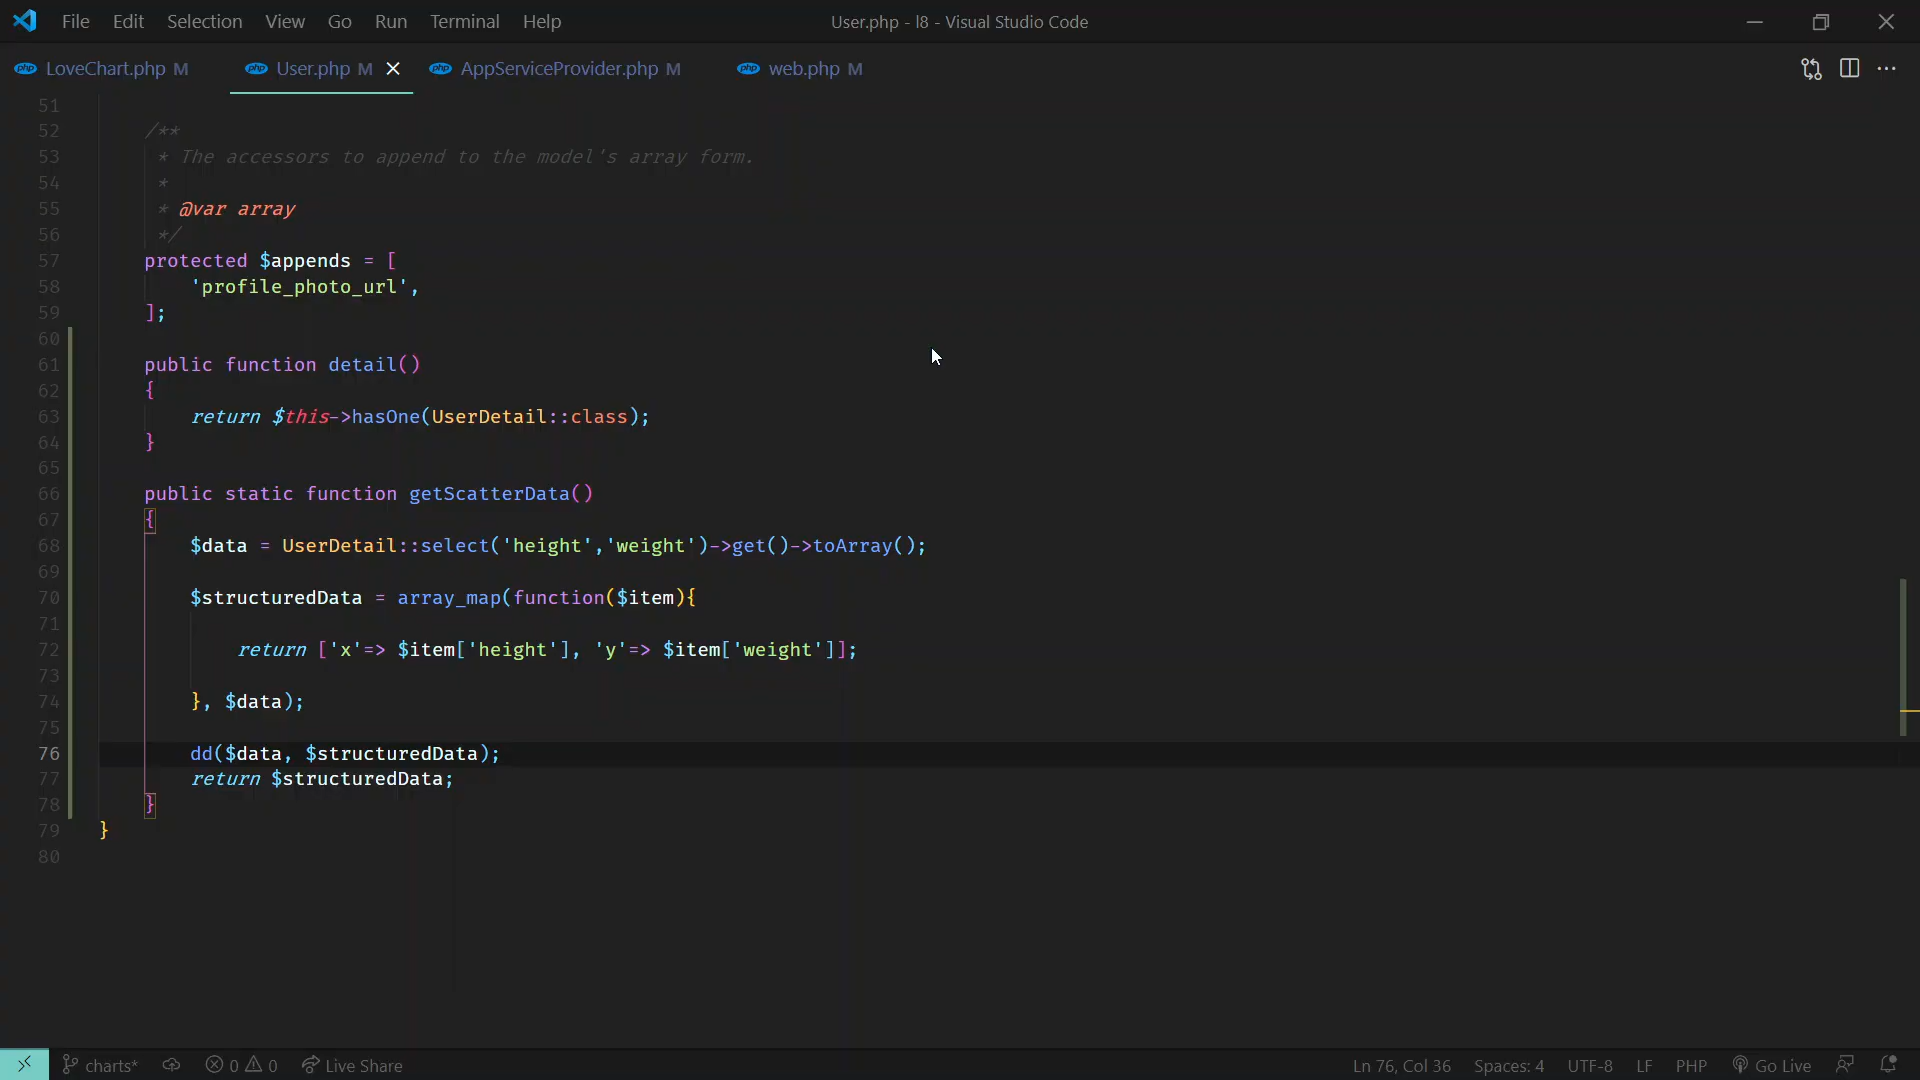 File Edit Selection View Go Run Terminal Help User.php - l8 - Visual Studio Code
php LoveChart.php M php User.php M php AppServiceProvider.php M php web.php M
51
52 /**
53 * The accessors to append to the model's array form.
54 *
55 * @var array
56 */
57 protected $appends = [
58 'profile_photo_url',
59 ];
60
61 public function detail()
62 {
63 return $this->hasOne(UserDetail::class);
64 }
65
66 public static function getScatterData()
67 {
68 $data = UserDetail::select('height','weight')->get()->toArray();
69
70 $structuredData = array_map(function($item){
71
72 return ['x'=> $item['height'], 'y'=> $item['weight']];
73
74 }, $data);
75
76 dd($data, $structuredData);
77 return $structuredData;
78 }
79 }
80
charts* 0 0 Live Share Ln 76, Col 36 Spaces: 4 UTF-8 LF PHP Go Live